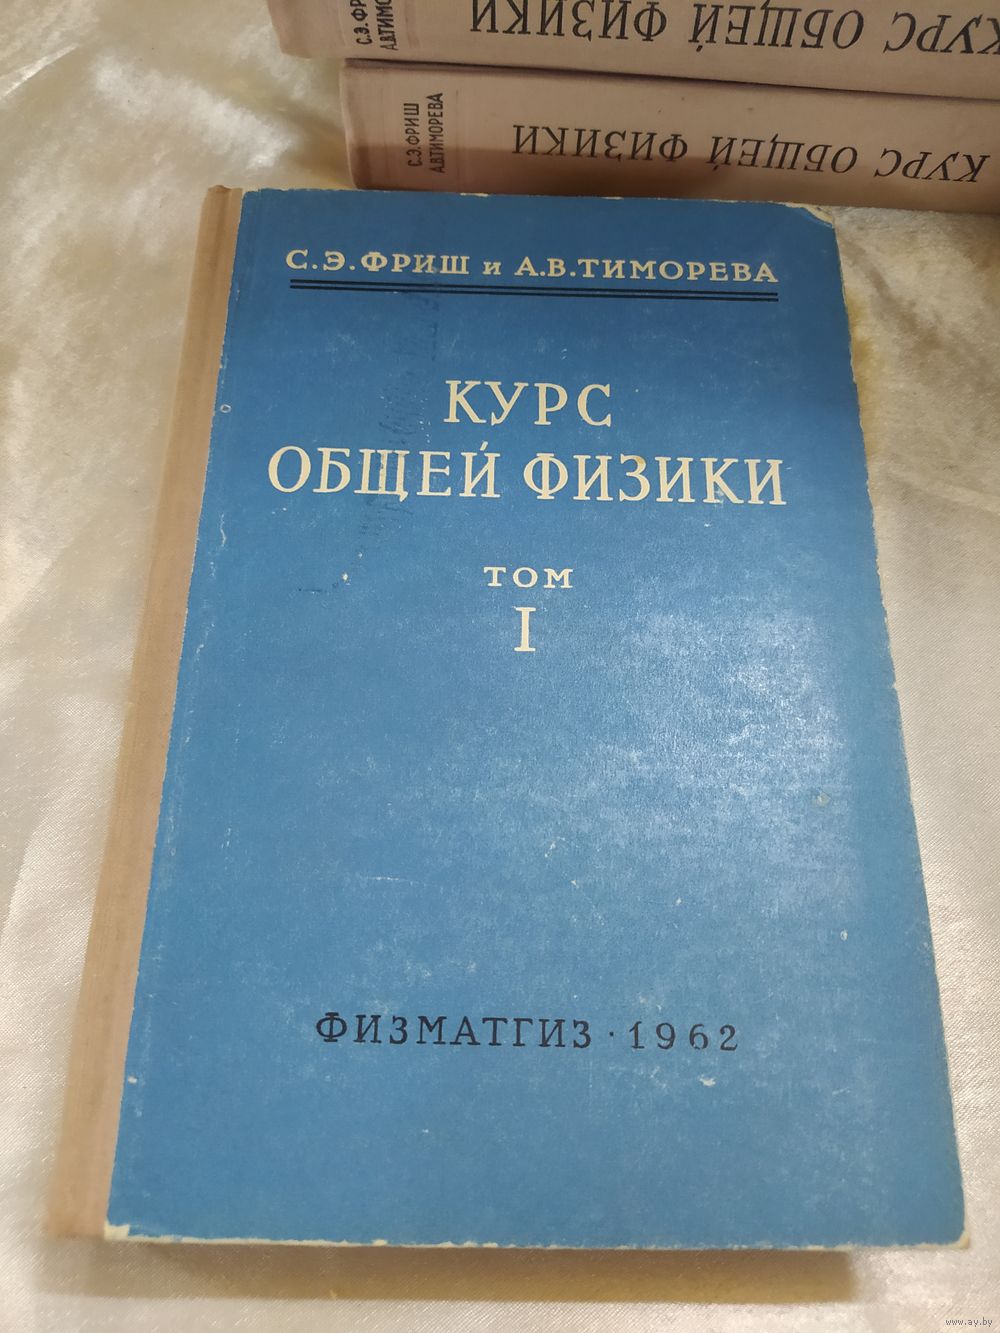 С.Э. ФРИШ
А.В.ТИМОРЕВА
КУРС ОБЩЕЙ ФИЗИКИ
С.Э.ФРИШ
А.В.ТИМОРЕВА
КУРС ОБЩЕЙ ФИЗИКИ
С.Э.ФРИШ и А.В.ТИМОРЕВА
КУРС
ОБЩЕЙ ФИЗИКИ
ТОМ
I
ФИЗМАТГИЗ · 1962
www.ay.by